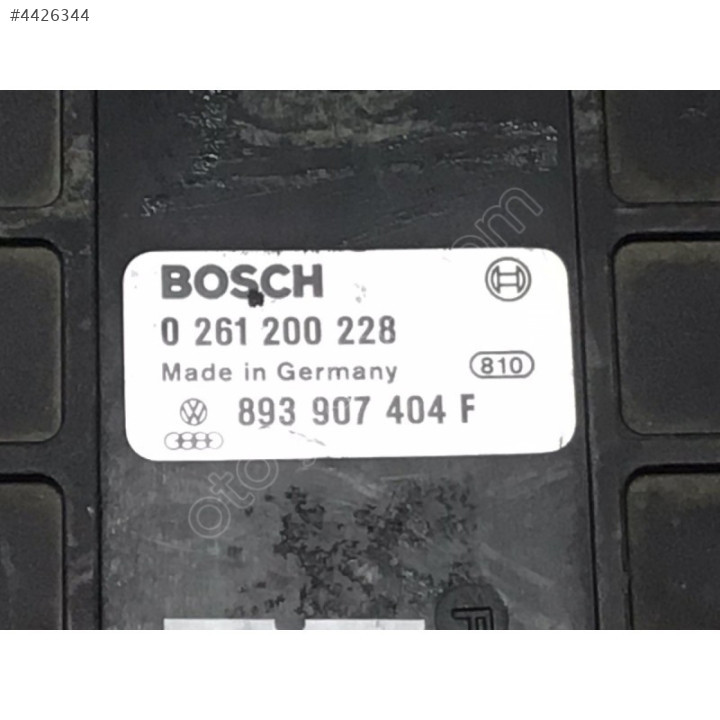 #4426344
BOSCH
0 261 200 228
Made in Germany
810
893 907 404 F